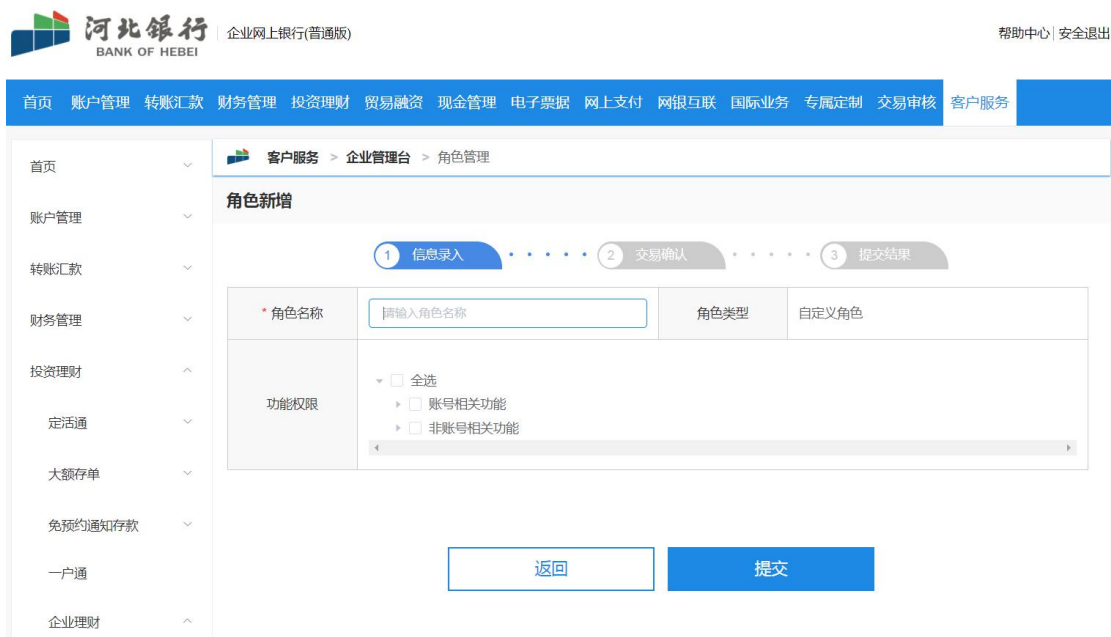 河北银行 企业网上银行(普通版) 帮助中心 | 安全退出
BANK OF HEBEI
首页 账户管理 转账汇款 财务管理 投资理财 贸易融资 现金管理 电子票据 网上支付 网银互联 国际业务 专属定制 交易审核 客户服务
首页
账户管理
转账汇款
财务管理
投资理财
定活通
大额存单
免预约通知存款
一户通
企业理财
客户服务 > 企业管理台 > 角色管理
角色新增
1 信息录入 2 交易确认 3 提交结果
* 角色名称 请输入角色名称 角色类型 自定义角色
功能权限
全选
账号相关功能
非账号相关功能
返回 提交